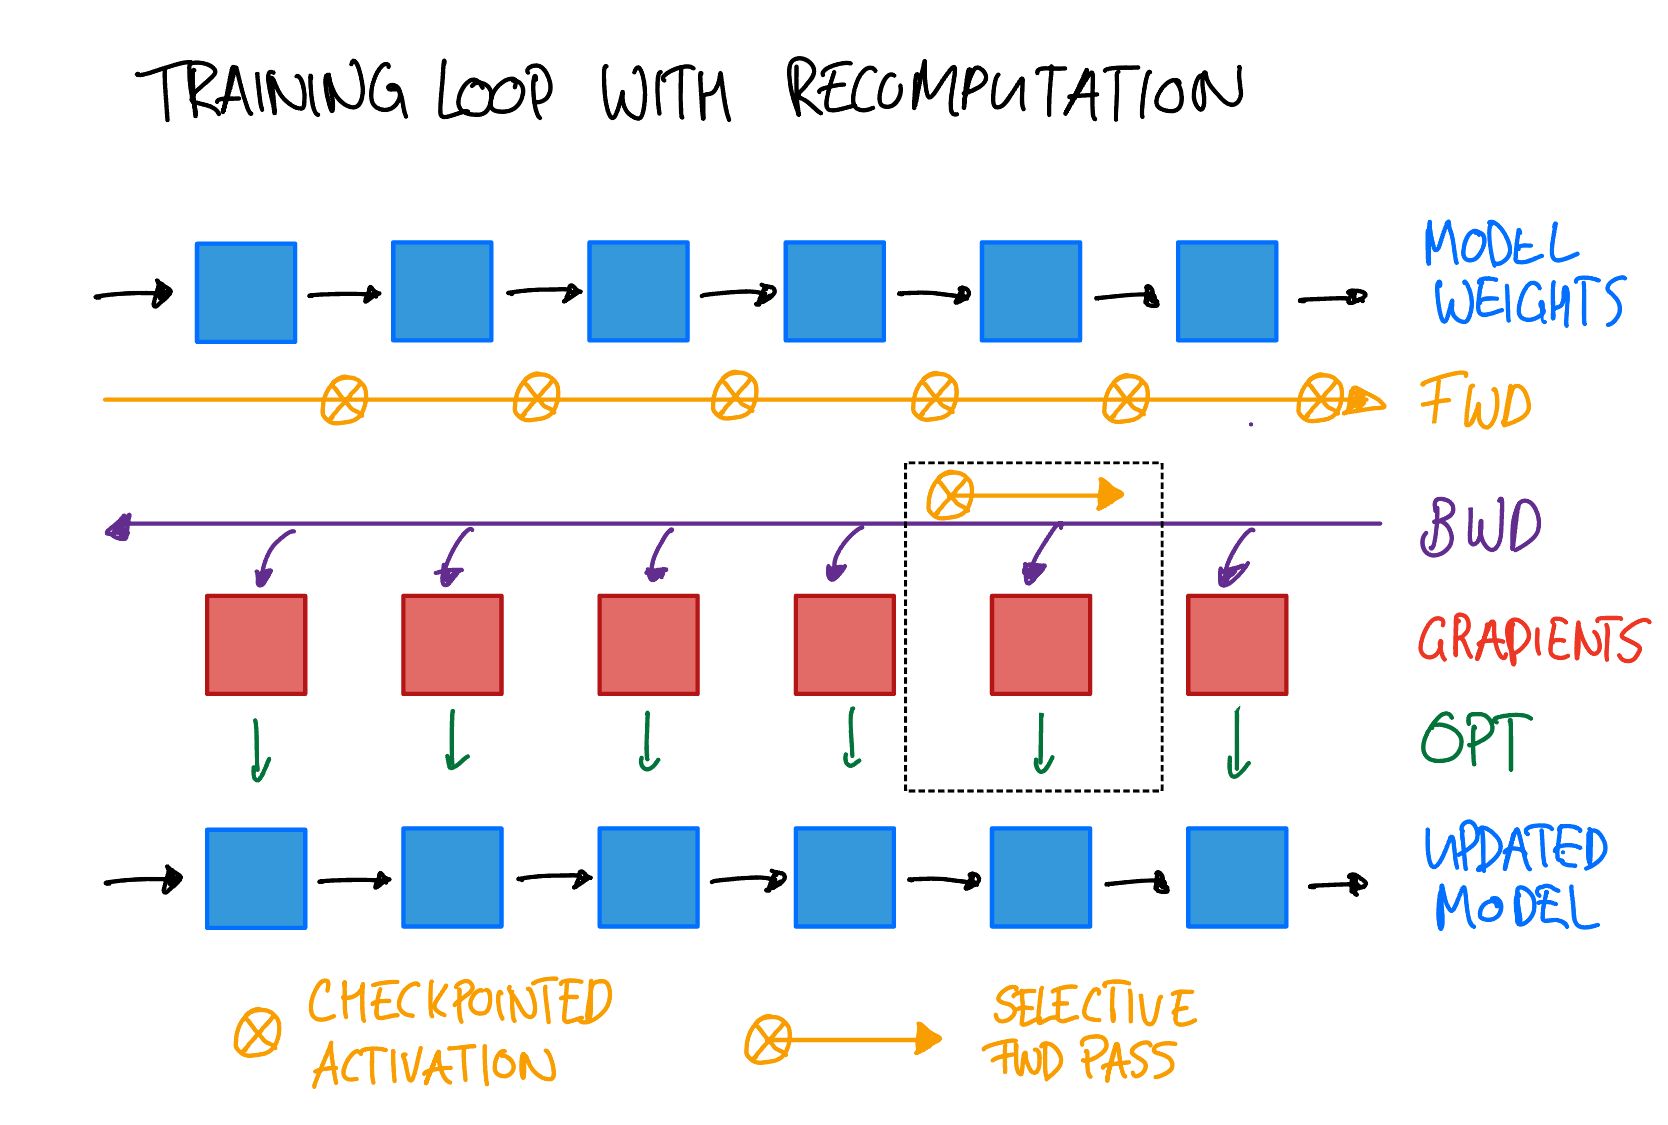 TRAINING LOOP WITH RECOMPUTATION
MODEL
WEIGHTS
FWD
BWD
GRADIENTS
OPT
UPDATED
MODEL
CHECKPOINTED
ACTIVATION
SELECTIVE
FWD PASS